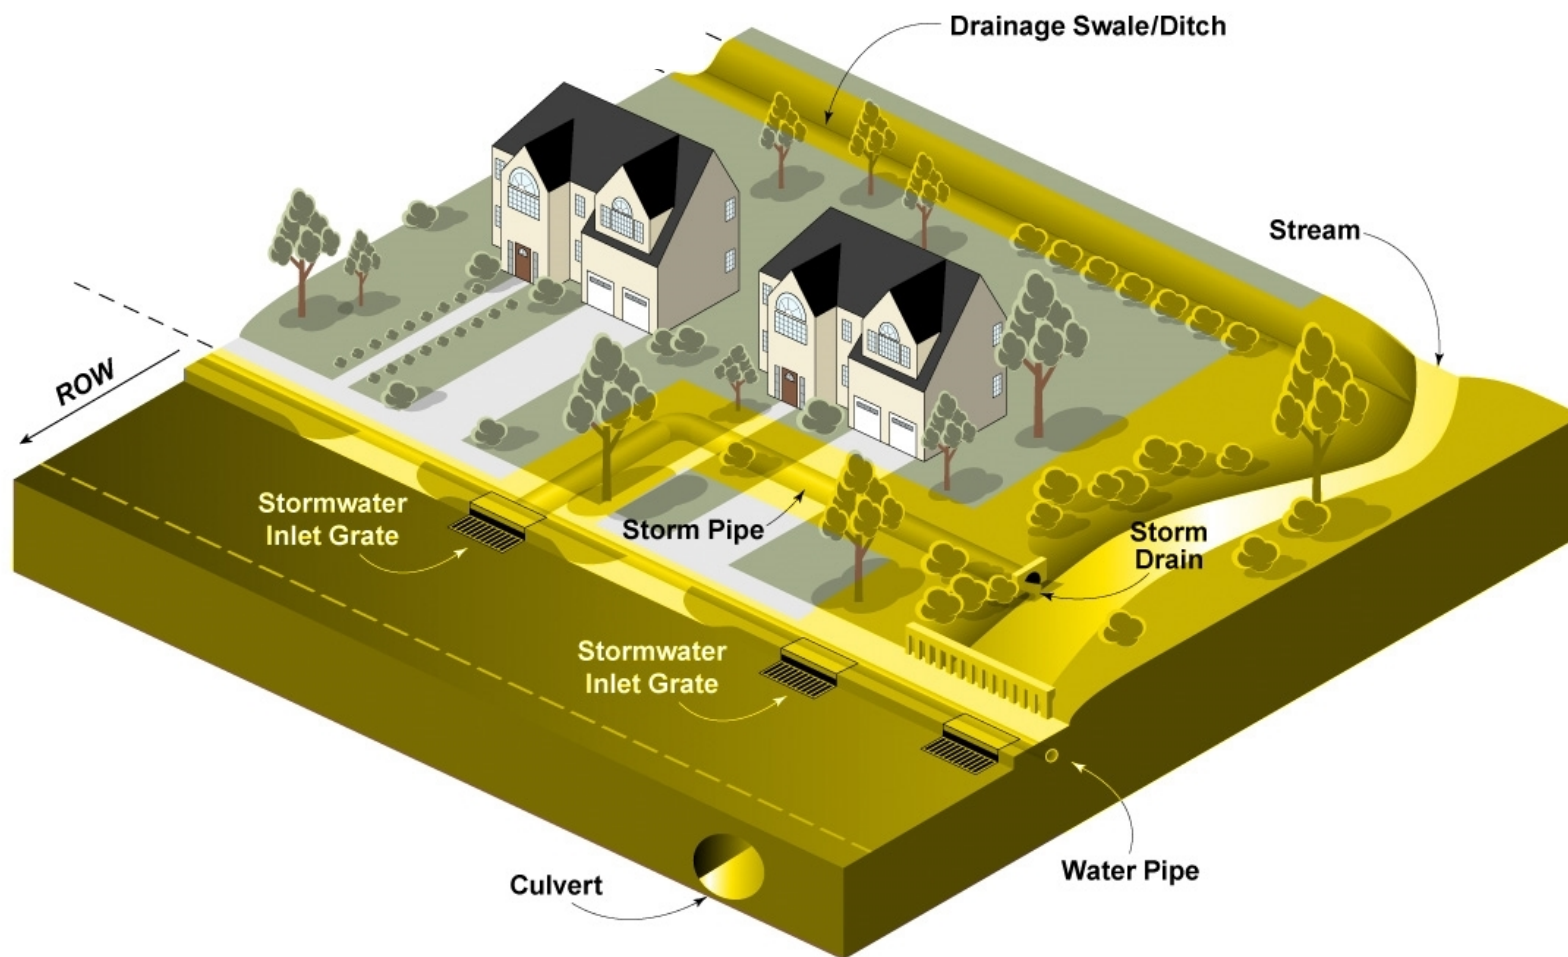 Drainage Swale/Ditch
Stream
ROW
Stormwater
Inlet Grate
Storm Pipe
Storm
Drain
Stormwater
Inlet Grate
Water Pipe
Culvert